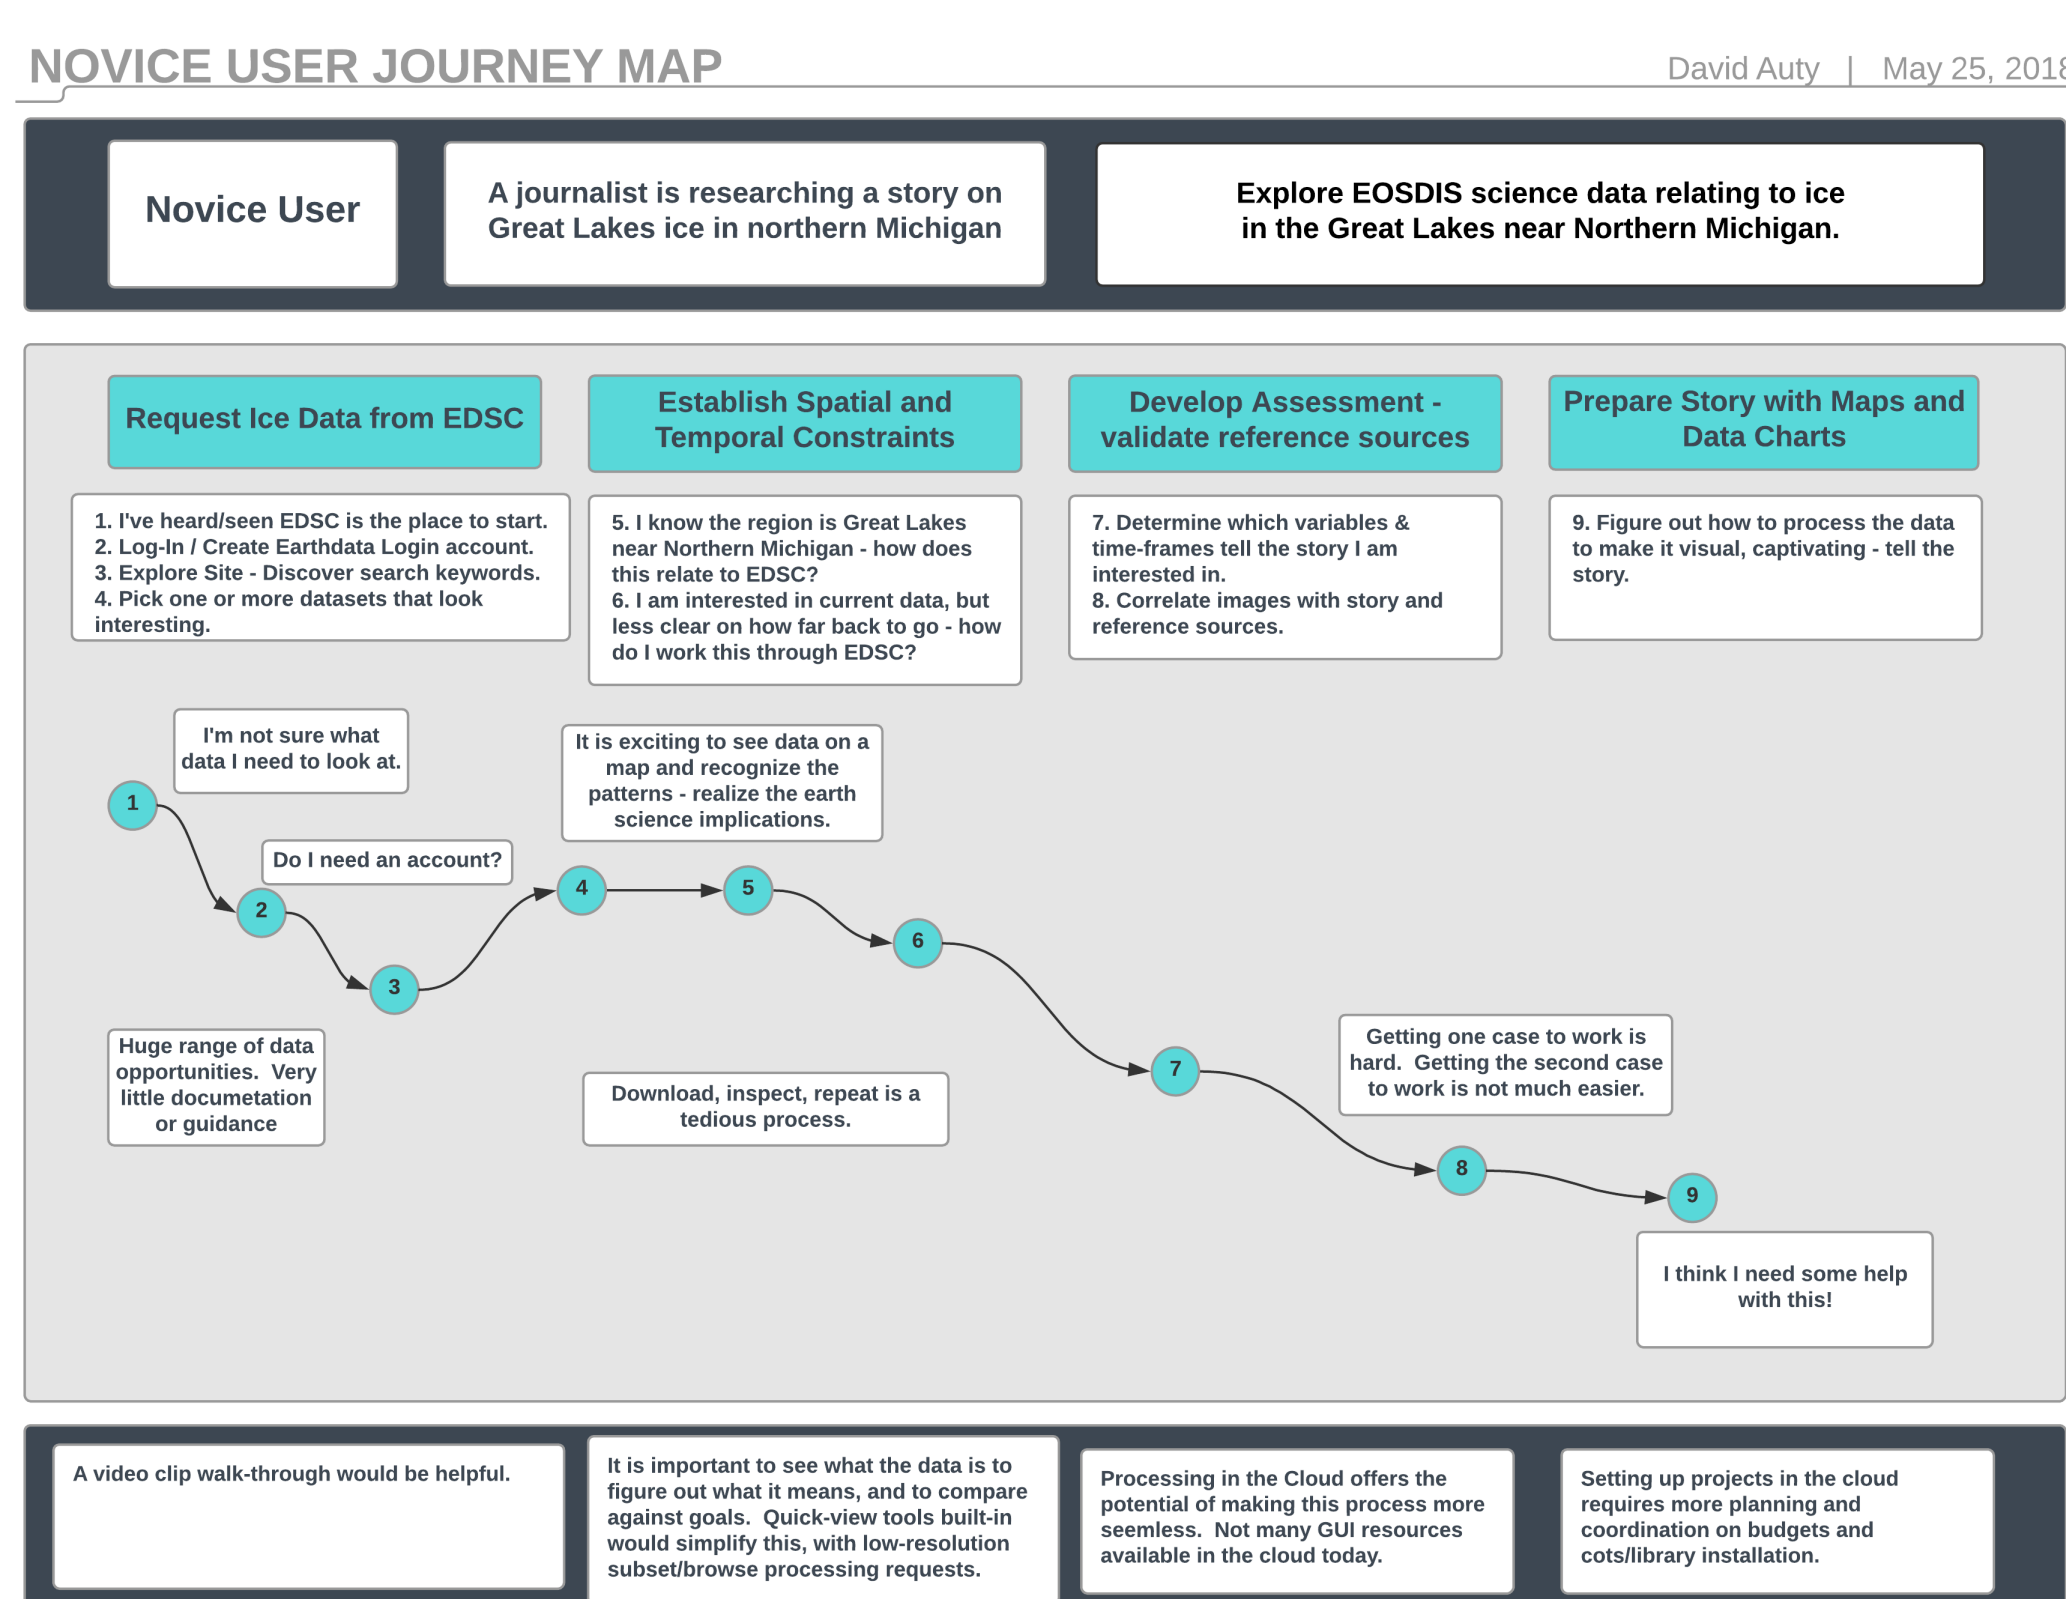 NOVICE USER JOURNEY MAP
David Auty | May 25, 2018
Novice User
A journalist is researching a story on
Great Lakes ice in northern Michigan
Explore EOSDIS science data relating to ice
in the Great Lakes near Northern Michigan.
Request Ice Data from EDSC
Establish Spatial and
Temporal Constraints
Develop Assessment -
validate reference sources
Prepare Story with Maps and
Data Charts
1. I've heard/seen EDSC is the place to start.
2. Log-In / Create Earthdata Login account.
3. Explore Site - Discover search keywords.
4. Pick one or more datasets that look
interesting.
5. I know the region is Great Lakes
near Northern Michigan - how does
this relate to EDSC?
6. I am interested in current data, but
less clear on how far back to go - how
do I work this through EDSC?
7. Determine which variables &
time-frames tell the story I am
interested in.
8. Correlate images with story and
reference sources.
9. Figure out how to process the data
to make it visual, captivating - tell the
story.
I'm not sure what
data I need to look at.
It is exciting to see data on a
map and recognize the
patterns - realize the earth
science implications.
1
Do I need an account?
2
3
4
5
6
7
8
9
Huge range of data
opportunities.  Very
little documetation
or guidance
Download, inspect, repeat is a
tedious process.
Getting one case to work is
hard.  Getting the second case
to work is not much easier.
I think I need some help
with this!
A video clip walk-through would be helpful.
It is important to see what the data is to
figure out what it means, and to compare
against goals.  Quick-view tools built-in
would simplify this, with low-resolution
subset/browse processing requests.
Processing in the Cloud offers the
potential of making this process more
seemless.  Not many GUI resources
available in the cloud today.
Setting up projects in the cloud
requires more planning and
coordination on budgets and
cots/library installation.